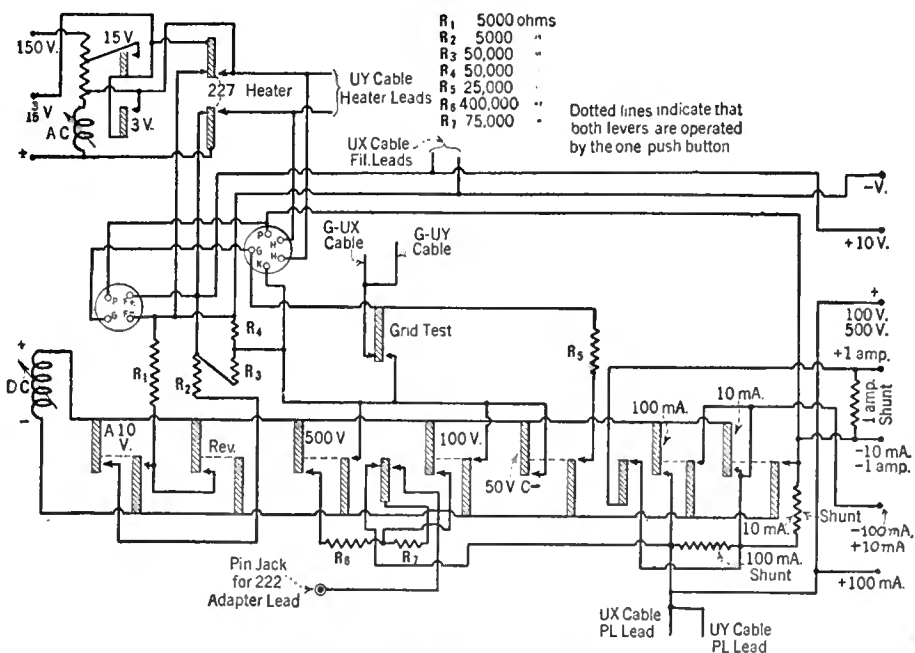 R1 5000 ohms
R2 5000 "
R3 50,000 "
R4 50,000 "
R5 25,000 "
R6 400,000 "
R7 75,000 "
150V.
15V
3/15 V
3V.
AC
±
227 Heater
UY Cable
Heater Leads
UX Cable
Fil. Leads
Dotted lines indicate that
both levers are operated
by the one push button
-V.
+10 V.
P
H
G
H
K
G-UX
Cable
G-UY
Cable
P
F+
G
F-
R4
Grid Test
R3
R5
+
100 V.
500 V.
+1 amp.
1 amp.
Shunt
+
DC
-
R1
R2
A 10
V.
Rev.
500 V
100 V.
50 V C-
100 mA.
10 mA.
-10 mA
-1 amp.
Shunt
10 mA.
-100 mA
+10 mA
R6
R7
100 mA.
Shunt
+100 mA.
Pin Jack
for 222
Adapter Lead
UX Cable
PL Lead
UY Cable
PL Lead